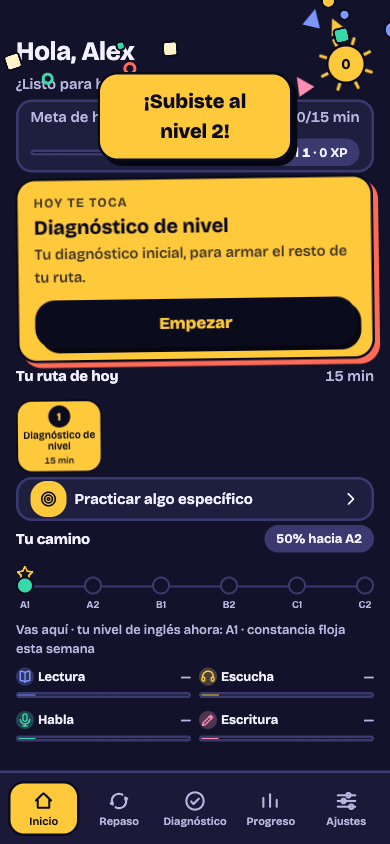 Hola, Alex
0
¿Listo para
¡Subiste al
nivel 2!
Meta de
0/15 min
1 · 0 XP
HOY TE TOCA
Diagnóstico de nivel
Tu diagnóstico inicial, para armar el resto de
tu ruta.
Empezar
Tu ruta de hoy
15 min
1
Diagnóstico de
nivel
15 min
Practicar algo específico
Tu camino
50% hacia A2
A1
A2
B1
B2
C1
C2
Vas aquí · tu nivel de inglés ahora: A1 · constancia floja
esta semana
Lectura –
Escucha –
Habla –
Escritura –
Inicio
Repaso
Diagnóstico
Progreso
Ajustes